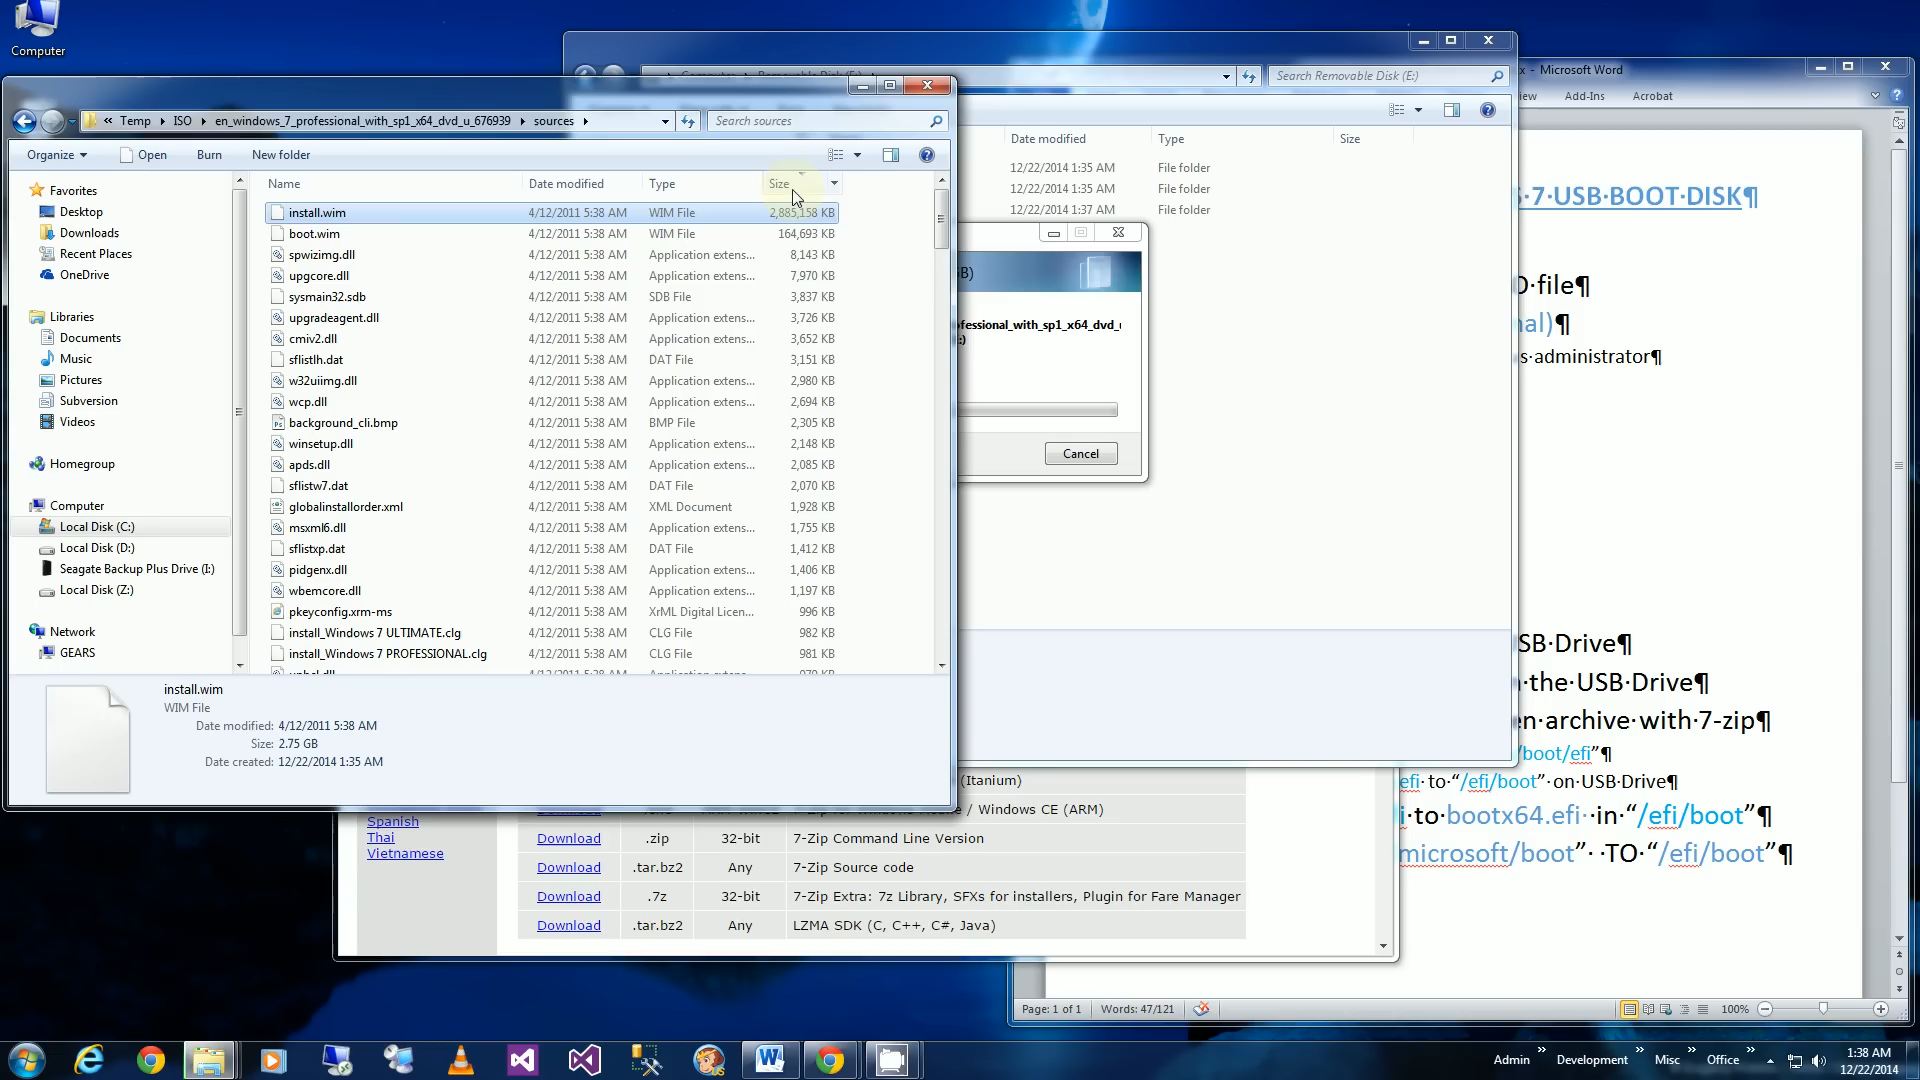 Computer
Computer ▸ Removable Disk (E:) ▸
Search Removable Disk (E:)
- Microsoft Word
Add-Ins
Acrobat
« Temp ▸ ISO ▸ en_windows_7_professional_with_sp1_x64_dvd_u_676939 ▸ sources ▸
Search sources
Organize
Open
Burn
New folder
Date modified
Type
Size
12/22/2014 1:35 AM File folder
12/22/2014 1:35 AM File folder
12/22/2014 1:37 AM File folder
Favorites
Desktop
Downloads
Recent Places
OneDrive
Libraries
Documents
Music
Pictures
Subversion
Videos
Homegroup
Computer
Local Disk (C:)
Local Disk (D:)
Seagate Backup Plus Drive (I:)
Local Disk (Z:)
Network
GEARS
Name Date modified Type Size
install.wim 4/12/2011 5:38 AM WIM File 2,885,158 KB
boot.wim 4/12/2011 5:38 AM WIM File 164,693 KB
spwizimg.dll 4/12/2011 5:38 AM Application extens... 8,143 KB
upgcore.dll 4/12/2011 5:38 AM Application extens... 7,970 KB
sysmain32.sdb 4/12/2011 5:38 AM SDB File 3,837 KB
upgradeagent.dll 4/12/2011 5:38 AM Application extens... 3,726 KB
cmiv2.dll 4/12/2011 5:38 AM Application extens... 3,652 KB
sflistlh.dat 4/12/2011 5:38 AM DAT File 3,151 KB
w32uiimg.dll 4/12/2011 5:38 AM Application extens... 2,980 KB
wcp.dll 4/12/2011 5:38 AM Application extens... 2,694 KB
background_cli.bmp 4/12/2011 5:38 AM BMP File 2,305 KB
winsetup.dll 4/12/2011 5:38 AM Application extens... 2,148 KB
apds.dll 4/12/2011 5:38 AM Application extens... 2,085 KB
sflistw7.dat 4/12/2011 5:38 AM DAT File 2,070 KB
globalinstallorder.xml 4/12/2011 5:38 AM XML Document 1,928 KB
msxml6.dll 4/12/2011 5:38 AM Application extens... 1,755 KB
sflistxp.dat 4/12/2011 5:38 AM DAT File 1,412 KB
pidgenx.dll 4/12/2011 5:38 AM Application extens... 1,406 KB
wbemcore.dll 4/12/2011 5:38 AM Application extens... 1,197 KB
pkeyconfig.xrm-ms 4/12/2011 5:38 AM XrML Digital Licen... 996 KB
install_Windows 7 ULTIMATE.clg 4/12/2011 5:38 AM CLG File 982 KB
install_Windows 7 PROFESSIONAL.clg 4/12/2011 5:38 AM CLG File 981 KB
install.wim
WIM File
Date modified: 4/12/2011 5:38 AM
Size: 2.75 GB
Date created: 12/22/2014 1:35 AM
B)
ofessional_with_sp1_x64_dvd_u
:)
Cancel
7·USB·BOOT·DISK¶
file¶
al)¶
s·administrator¶
SB·Drive¶
the·USB·Drive¶
en·archive·with·7-zip¶
/boot/efi”¶
efi·to·“/efi/boot”·on·USB·Drive¶
i·to·bootx64.efi··in·“/efi/boot”¶
microsoft/boot”··TO·“/efi/boot”¶
(Itanium)
/ Windows CE (ARM)
Spanish
Thai
Vietnamese
Download .zip 32-bit 7-Zip Command Line Version
Download .tar.bz2 Any 7-Zip Source code
Download .7z 32-bit 7-Zip Extra: 7z Library, SFXs for installers, Plugin for Fare Manager
Download .tar.bz2 Any LZMA SDK (C, C++, C#, Java)
Page: 1 of 1
Words: 47/121
100%
Admin »
Development »
Misc »
Office »
1:38 AM
12/22/2014